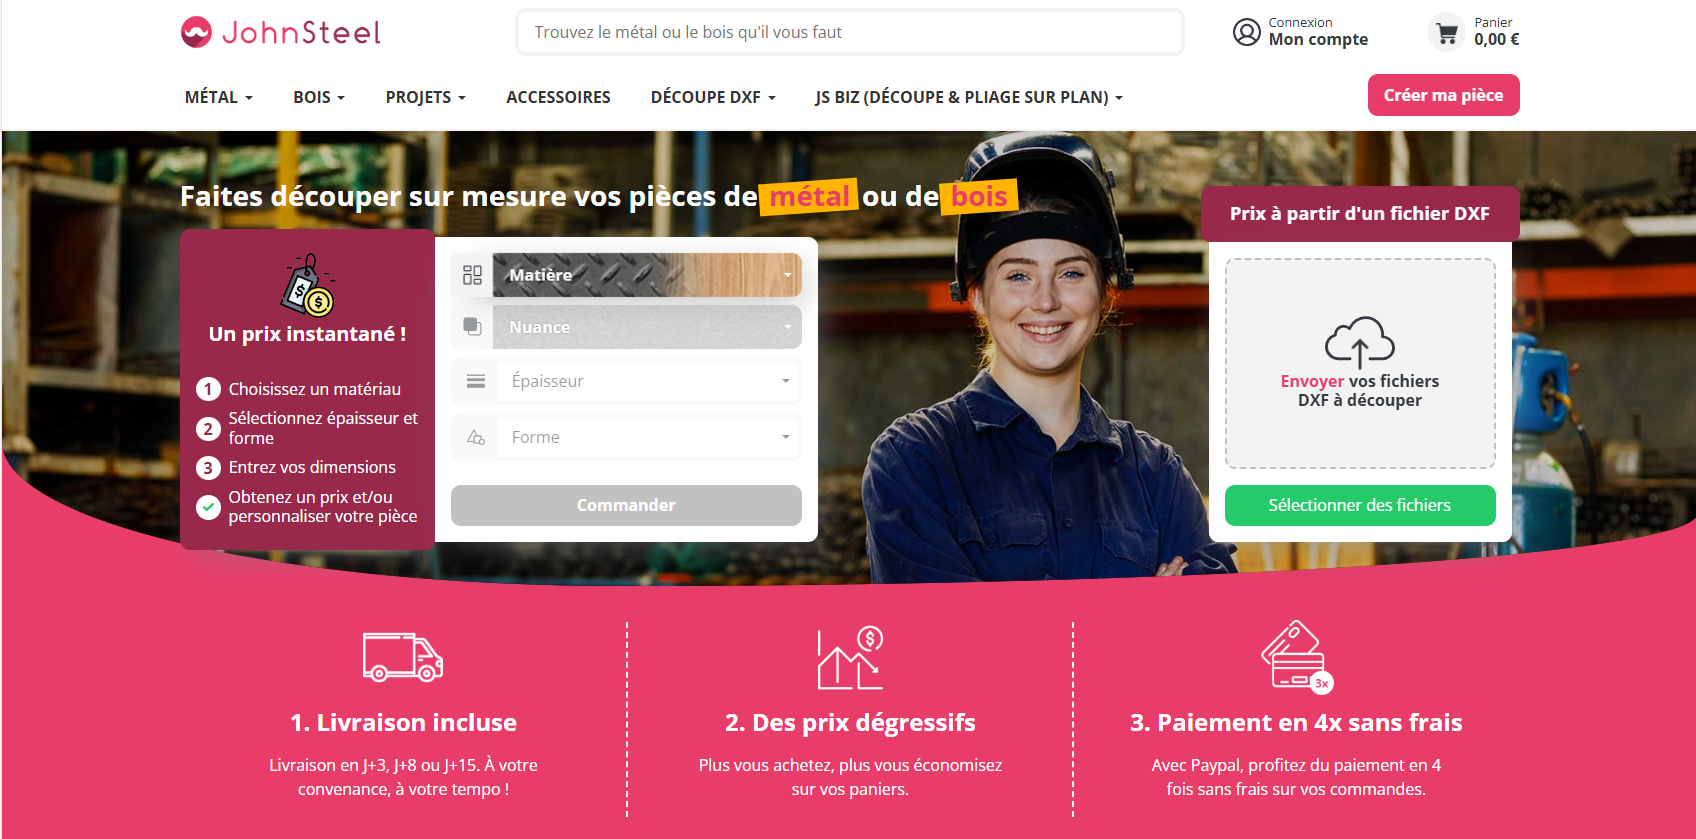 JohnSteel
Trouvez le métal ou le bois qu'il vous faut
Connexion
Mon compte
Panier
0,00 €
MÉTAL
BOIS
PROJETS
ACCESSOIRES
DÉCOUPE DXF
JS BIZ (DÉCOUPE & PLIAGE SUR PLAN)
Créer ma pièce
Faites découper sur mesure vos pièces de métal ou de bois
$
$
Un prix instantané !
1 Choisissez un matériau
2 Sélectionnez épaisseur et
forme
3 Entrez vos dimensions
Obtenez un prix et/ou
personnaliser votre pièce
Matière
Nuance
Épaisseur
Forme
Commander
Prix à partir d'un fichier DXF
Envoyer vos fichiers
DXF à découper
Sélectionner des fichiers
1. Livraison incluse
Livraison en J+3, J+8 ou J+15. À votre
convenance, à votre tempo !
$
2. Des prix dégressifs
Plus vous achetez, plus vous économisez
sur vos paniers.
3x
3. Paiement en 4x sans frais
Avec Paypal, profitez du paiement en 4
fois sans frais sur vos commandes.